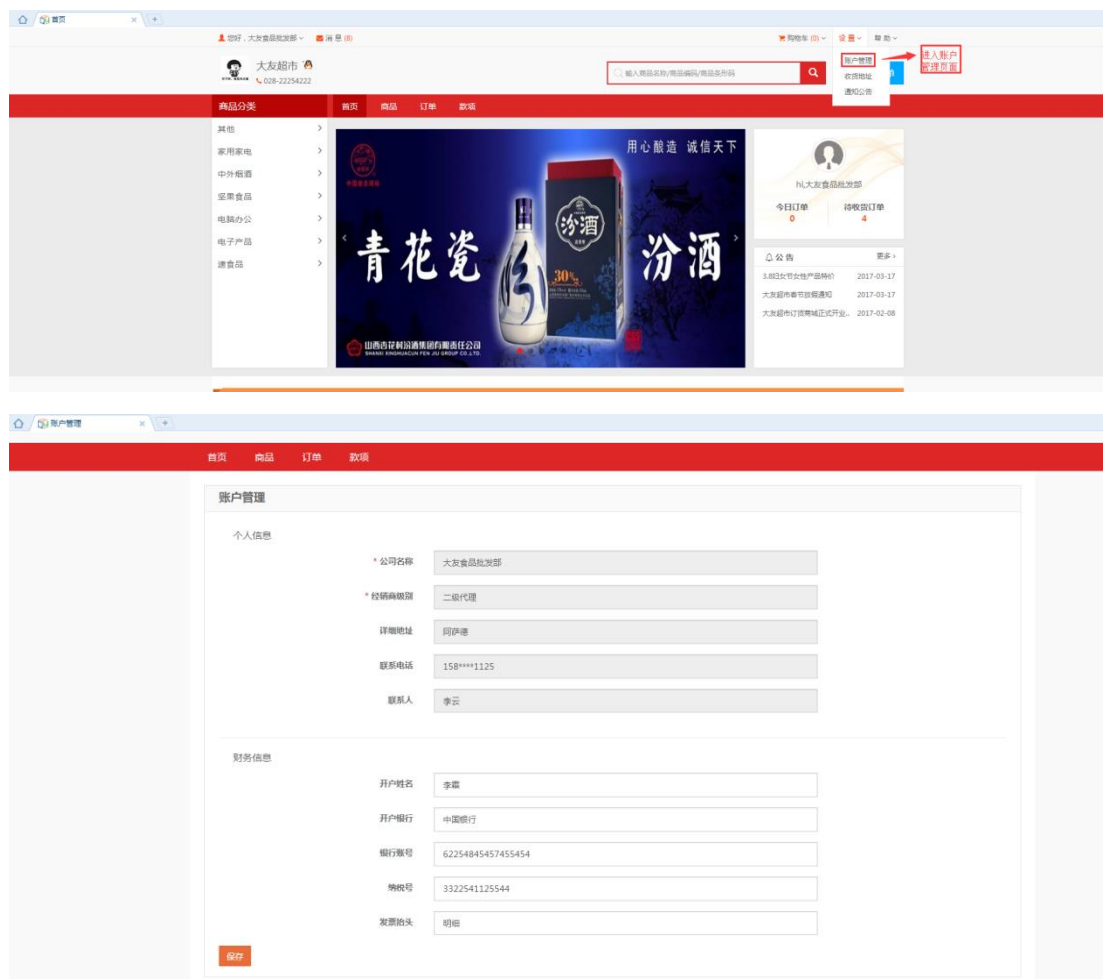 首页
您好，大友食品批发部
消 息 (8)
购物车 (0)
设 置
帮 助
大友超市
028-22254222
输入商品名称/商品编码/商品条形码
账户管理
收货地址
通知公告
进入账户
管理页面
商品分类
首页 商品 订单 款项
其他
家用家电
中外烟酒
坚果食品
电脑办公
电子产品
速食品
用心酿造 诚信天下
青花瓷
汾酒
汾酒
30
山西杏花村汾酒集团有限责任公司
SHANXI XINGHUACUN FEN JIU GROUP CO.,LTD.
hi,大友食品批发部
今日订单 待收货订单
0 4
公 告 更多
3.8妇女节女性产品特价 2017-03-17
大友超市春节放假通知 2017-03-17
大友超市订货商城正式开业.. 2017-02-08
账户管理
首页 商品 订单 款项
账户管理
个人信息
* 公司名称 大友食品批发部
* 经销商级别 二级代理
详细地址 阿萨德
联系电话 158****1125
联系人 李云
财务信息
开户姓名 李霜
开户银行 中国银行
银行账号 62254845457455454
纳税号 3322541125544
发票抬头 明细
保存